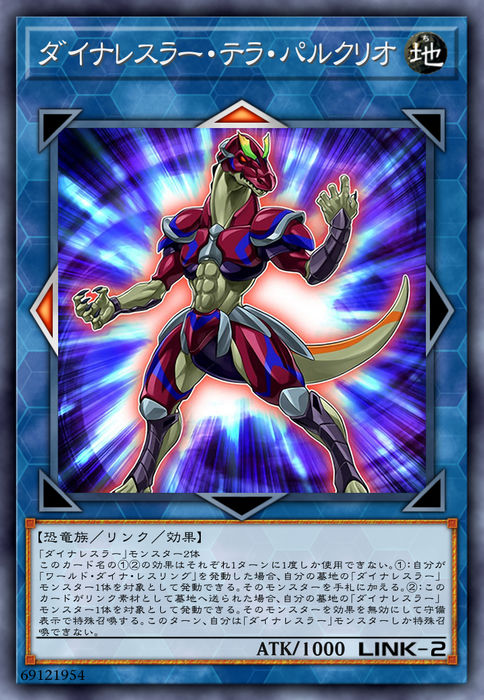 ダイナレスラー・テラ・パルクリオ
地
ち
【恐竜族／リンク／効果】
「ダイナレスラー」モンスター2体
このカード名の①②の効果はそれぞれ1ターンに1度しか使用できない。①：自分が
「ワールド・ダイナ・レスリング」を発動した場合、自分の墓地の「ダイナレスラー」
モンスター1体を対象として発動できる。そのモンスターを手札に加える。②：この
カードがリンク素材として墓地へ送られた場合、自分の墓地の「ダイナレスラー」
モンスター1体を対象として発動できる。そのモンスターを効果を無効にして守備
表示で特殊召喚する。このターン、自分は「ダイナレスラー」モンスターしか特殊召
喚できない。
ATK/1000 LINK-2
69121954